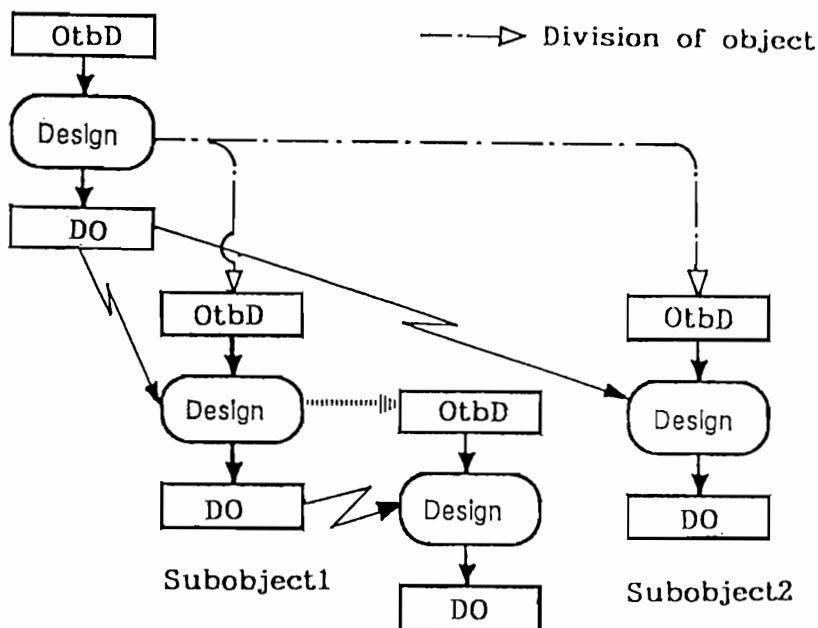 OtbD
Division of object
Design
DO
OtbD
OtbD
Design
OtbD
Design
DO
Design
DO
Subobject1
Subobject2
DO